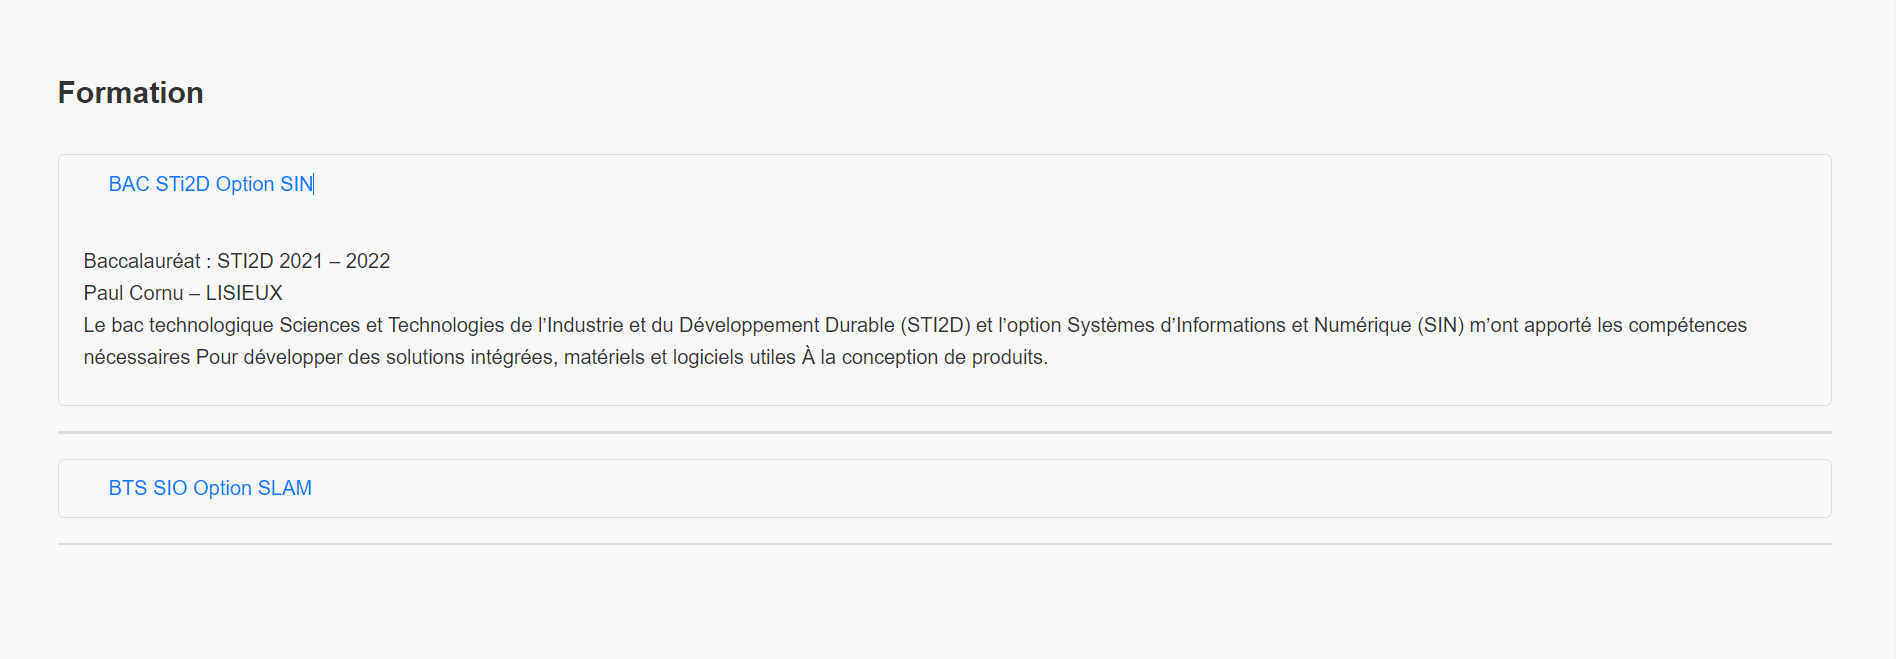 Formation
BAC STi2D Option SIN
Baccalauréat : STI2D 2021 – 2022
Paul Cornu – LISIEUX
Le bac technologique Sciences et Technologies de l’Industrie et du Développement Durable (STI2D) et l’option Systèmes d’Informations et Numérique (SIN) m’ont apporté les compétences
nécessaires Pour développer des solutions intégrées, matériels et logiciels utiles À la conception de produits.
BTS SIO Option SLAM